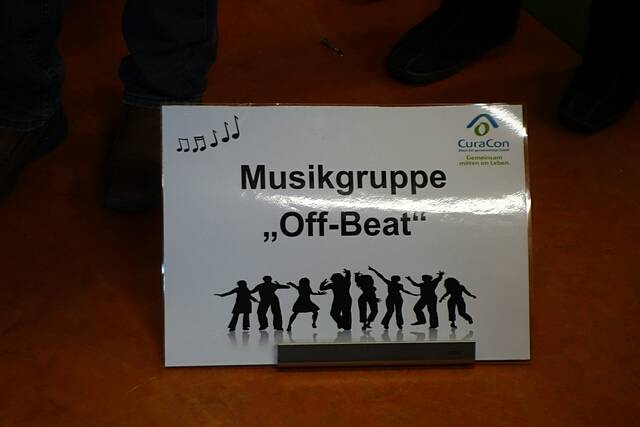 CuraCon
Gemeinsam
mitten im Leben.
Musikgruppe
„Off-Beat“